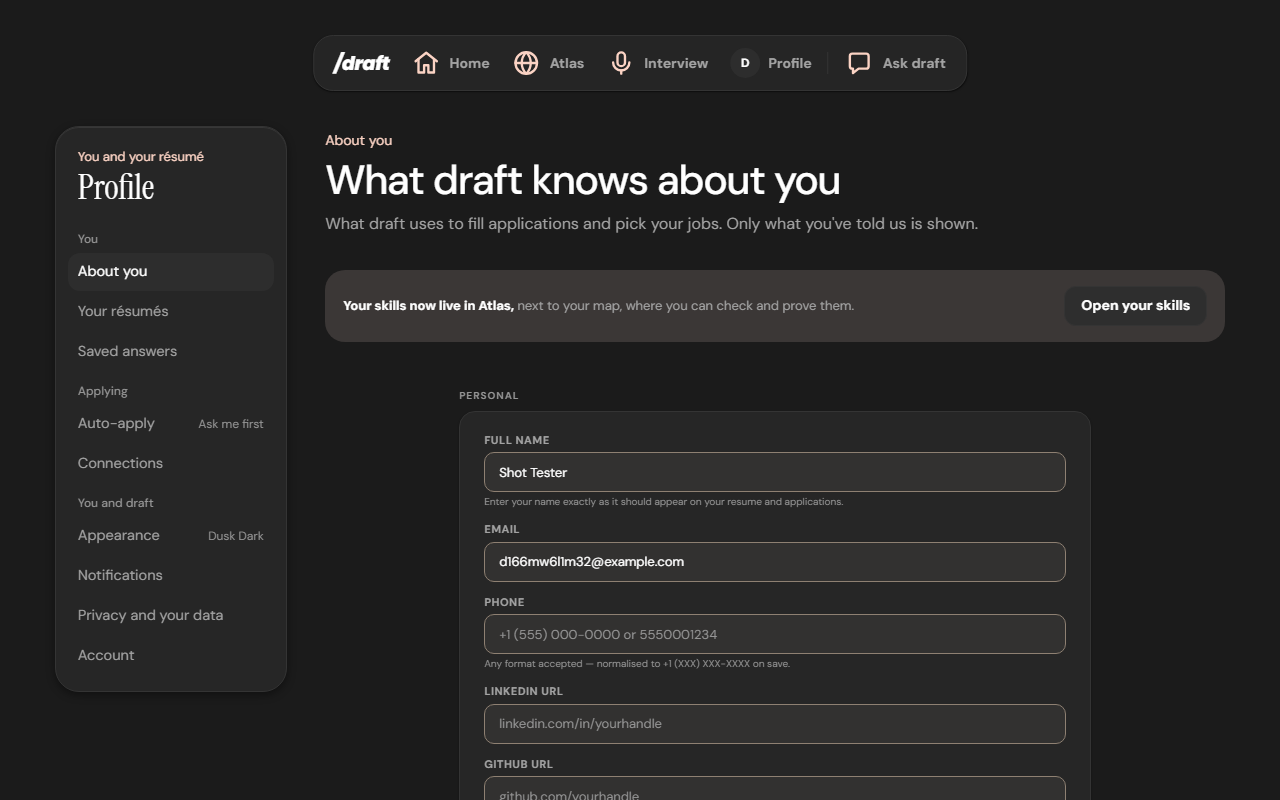 /draft Home Atlas Interview D Profile Ask draft
You and your résumé
Profile
You
About you
Your résumés
Saved answers
Applying
Auto-apply Ask me first
Connections
You and draft
Appearance Dusk Dark
Notifications
Privacy and your data
Account
About you
What draft knows about you
What draft uses to fill applications and pick your jobs. Only what you've told us is shown.
Your skills now live in Atlas, next to your map, where you can check and prove them. Open your skills
PERSONAL
FULL NAME
Shot Tester
Enter your name exactly as it should appear on your resume and applications.
EMAIL
d166mw6l1m32@example.com
PHONE
+1 (555) 000-0000 or 5550001234
Any format accepted — normalised to +1 (XXX) XXX-XXXX on save.
LINKEDIN URL
linkedin.com/in/yourhandle
GITHUB URL
github.com/yourhandle